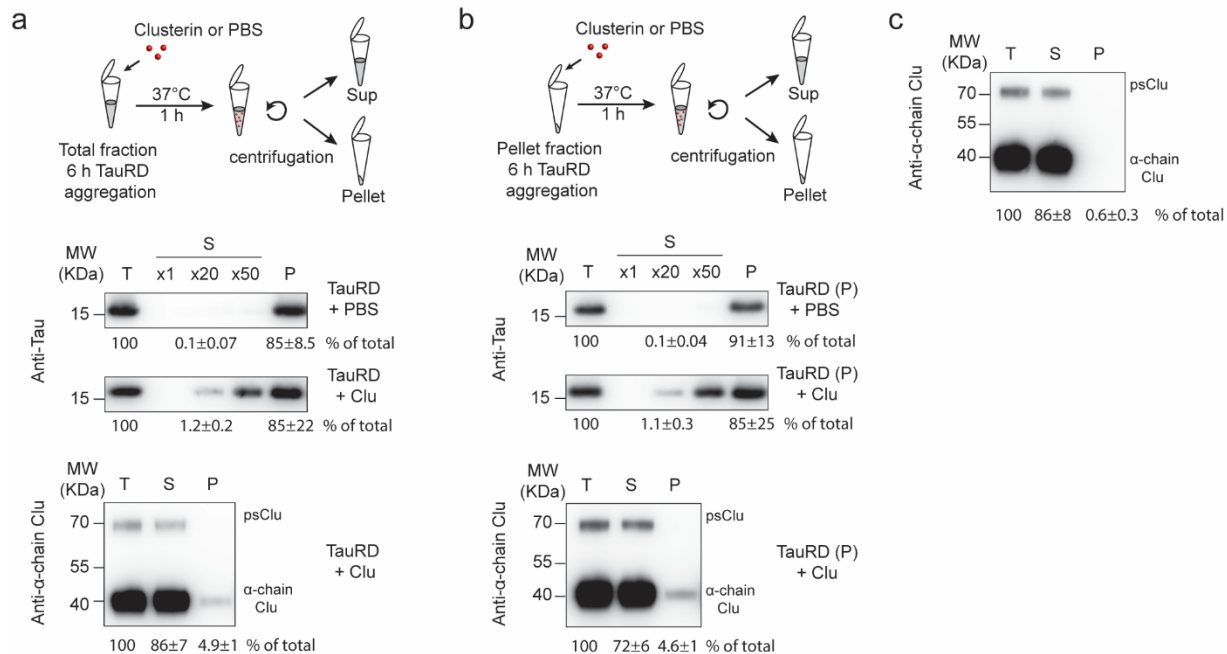 a
Clusterin or PBS
37°C
1 h
Sup
Total fraction
6 h TauRD
aggregation
centrifugation
Pellet
MW
(KDa)
S
T
x1
x20
x50
P
Anti-Tau
15
TauRD
+ PBS
100
0.1±0.07
85±8.5
% of total
15
TauRD
+ Clu
100
1.2±0.2
85±22
% of total
MW
(KDa)
T
S
P
Anti-α-chain Clu
70
psClu
55
TauRD
+ Clu
40
α-chain
Clu
100
86±7
4.9±1
% of total
b
Clusterin or PBS
37°C
1 h
Sup
Pellet fraction
6 h TauRD
aggregation
centrifugation
Pellet
MW
(KDa)
S
T
x1
x20
x50
P
Anti-Tau
15
TauRD (P)
+ PBS
100
0.1±0.04
91±13
% of total
15
TauRD (P)
+ Clu
100
1.1±0.3
85±25
% of total
MW
(KDa)
T
S
P
Anti-α-chain Clu
70
psClu
55
TauRD (P)
+ Clu
40
α-chain
Clu
100
72±6
4.6±1
% of total
c
MW
(KDa)
T
S
P
Anti-α-chain Clu
70
psClu
55
40
α-chain
Clu
100
86±8
0.6±0.3
% of total